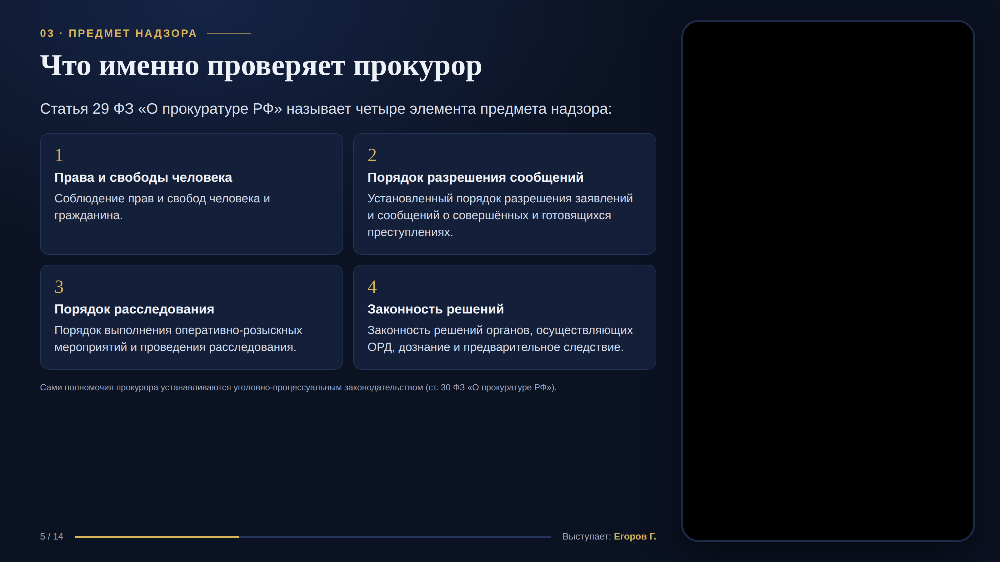 03 · ПРЕДМЕТ НАДЗОРА
Что именно проверяет прокурор
Статья 29 ФЗ «О прокуратуре РФ» называет четыре элемента предмета надзора:
1
Права и свободы человека
Соблюдение прав и свобод человека и
гражданина.
2
Порядок разрешения сообщений
Установленный порядок разрешения заявлений
и сообщений о совершённых и готовящихся
преступлениях.
3
Порядок расследования
Порядок выполнения оперативно-розыскных
мероприятий и проведения расследования.
4
Законность решений
Законность решений органов, осуществляющих
ОРД, дознание и предварительное следствие.
Сами полномочия прокурора устанавливаются уголовно-процессуальным законодательством (ст. 30 ФЗ «О прокуратуре РФ»).
5 / 14
Выступает: Егоров Г.